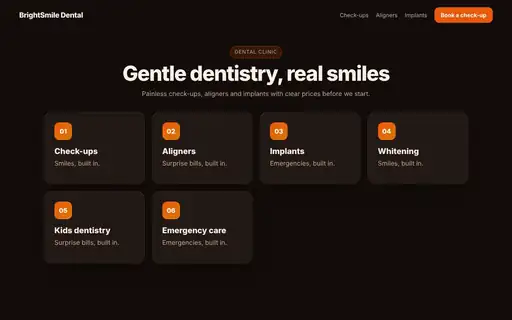 BrightSmile Dental
Check-ups Aligners Implants Book a check-up
DENTAL CLINIC
Gentle dentistry, real smiles
Painless check-ups, aligners and implants with clear prices before we start.
01
Check-ups
Smiles, built in.
02
Aligners
Surprise bills, built in.
03
Implants
Emergencies, built in.
04
Whitening
Smiles, built in.
05
Kids dentistry
Surprise bills, built in.
06
Emergency care
Emergencies, built in.